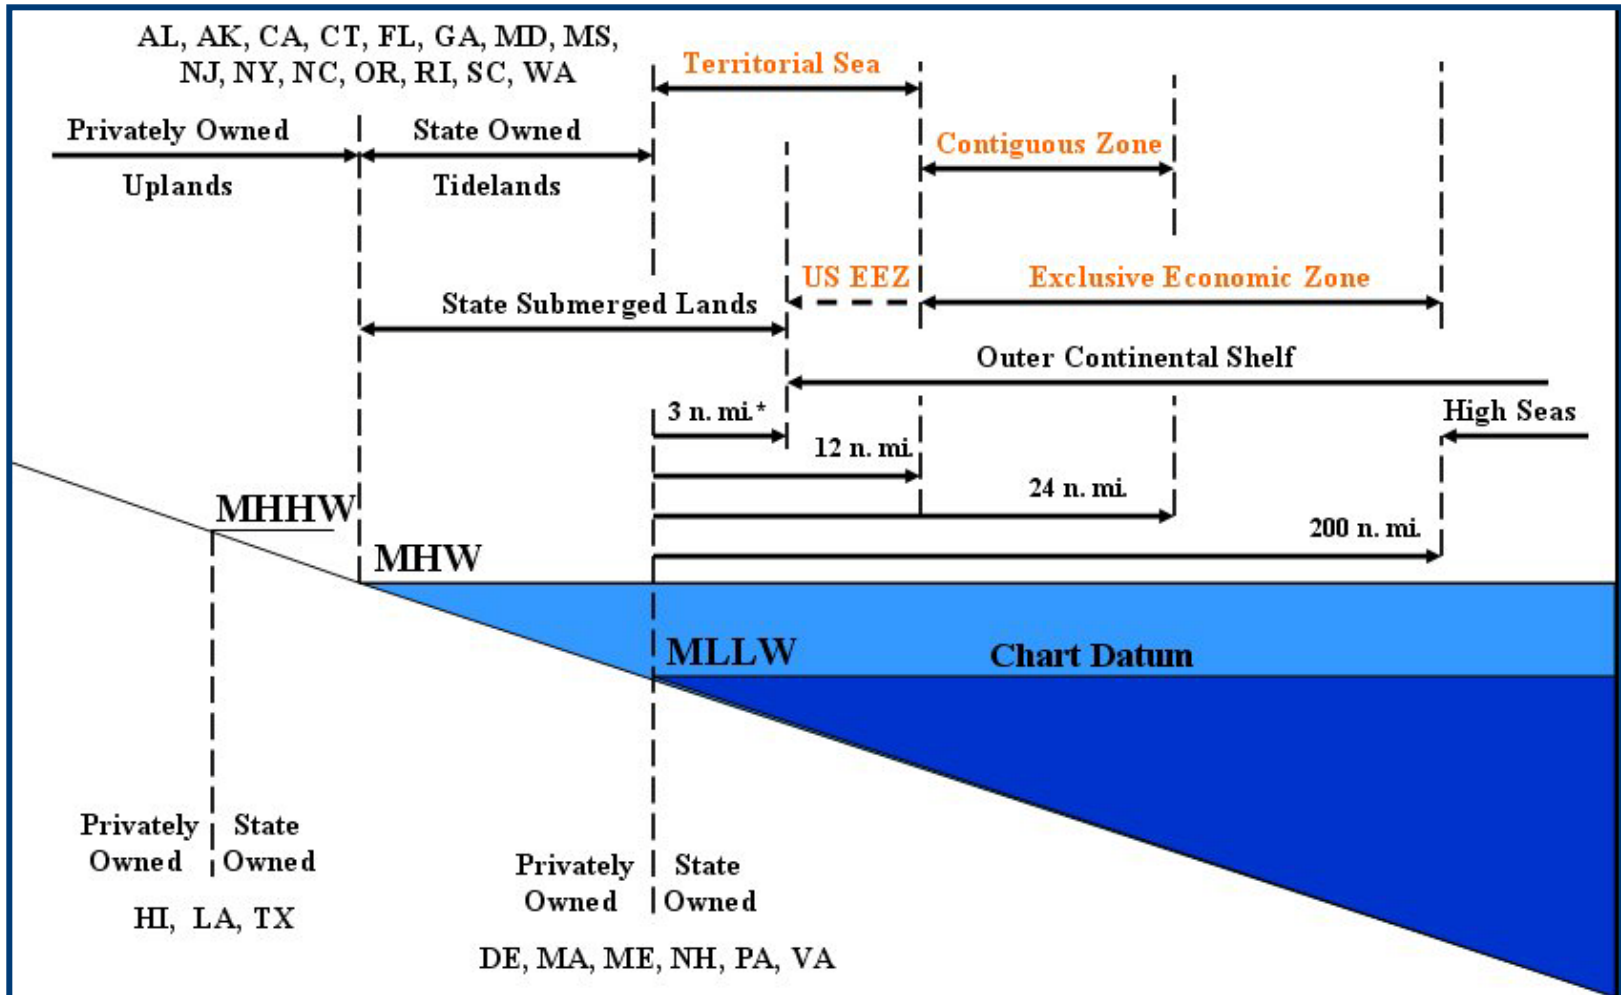 AL, AK, CA, CT, FL, GA, MD, MS,
NJ, NY, NC, OR, RI, SC, WA
Territorial Sea
Privately Owned
State Owned
Contiguous Zone
Uplands
Tidelands
US EEZ
Exclusive Economic Zone
State Submerged Lands
Outer Continental Shelf
3 n. mi.*
High Seas
12 n. mi.
24 n. mi.
MHHW
200 n. mi.
MHW
MLLW
Chart Datum
Privately
Owned
State
Owned
HI, LA, TX
Privately
Owned
State
Owned
DE, MA, ME, NH, PA, VA